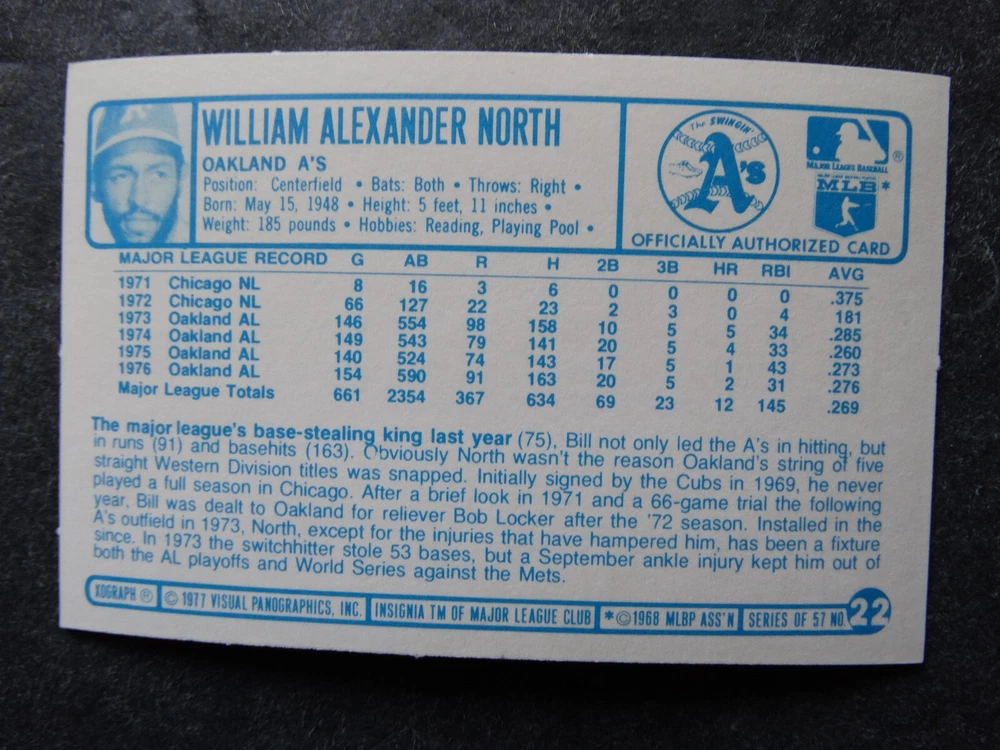 WILLIAM ALEXANDER NORTH
OAKLAND A'S
Position: Centerfield • Bats: Both • Throws: Right •
Born: May 15, 1948 • Height: 5 feet, 11 inches •
Weight: 185 pounds • Hobbies: Reading, Playing Pool •
The SWINGIN'
A's
MAJOR LEAGUE BASEBALL ®
MLB *
OFFICIALLY AUTHORIZED CARD
MAJOR LEAGUE RECORD G AB R H 2B 3B HR RBI AVG
1971 Chicago NL 8 16 3 6 0 0 0 0 .375
1972 Chicago NL 66 127 22 23 2 3 0 4 181
1973 Oakland AL 146 554 98 158 10 5 5 34 .285
1974 Oakland AL 149 543 79 141 20 5 4 33 .260
1975 Oakland AL 140 524 74 143 17 5 1 43 .273
1976 Oakland AL 154 590 91 163 20 5 2 31 .276
Major League Totals 661 2354 367 634 69 23 12 145 .269
The major league's base-stealing king last year (75), Bill not only led the A's in hitting, but
in runs (91) and basehits (163). Obviously North wasn't the reason Oakland's string of five
straight Western Division titles was snapped. Initially signed by the Cubs in 1969, he never
played a full season in Chicago. After a brief look in 1971 and a 66-game trial the following
year, Bill was dealt to Oakland for reliever Bob Locker after the '72 season. Installed in the
A's outfield in 1973, North, except for the injuries that have hampered him, has been a fixture
since. In 1973 the switchhitter stole 53 bases, but a September ankle injury kept him out of
both the AL playoffs and World Series against the Mets.
XOGRAPH ® © 1977 VISUAL PANOGRAPHICS, INC. INSIGNIA TM OF MAJOR LEAGUE CLUB *©1968 MLBP ASS'N SERIES OF 57 NO. 22